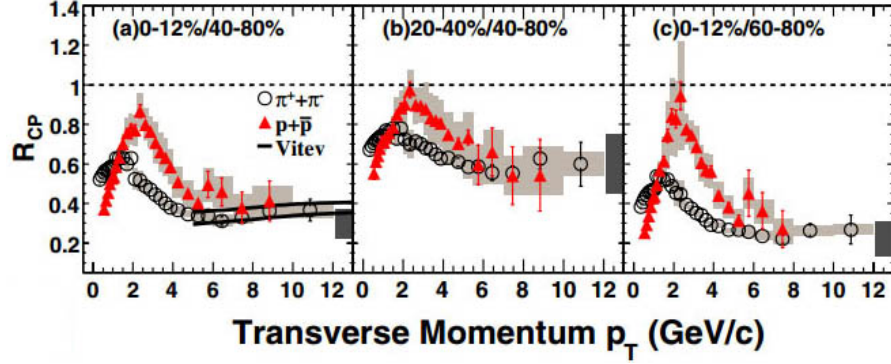 (a)0-12%/40-80%
(b)20-40%/40-80%
(c)0-12%/60-80%
1.4
1.2
1
0.8
0.6
0.4
0.2
R_CP
π⁺+π⁻
p+p̄
Vitev
0 2 4 6 8 10 12
0 2 4 6 8 10 12
0 2 4 6 8 10 12
Transverse Momentum p_T (GeV/c)